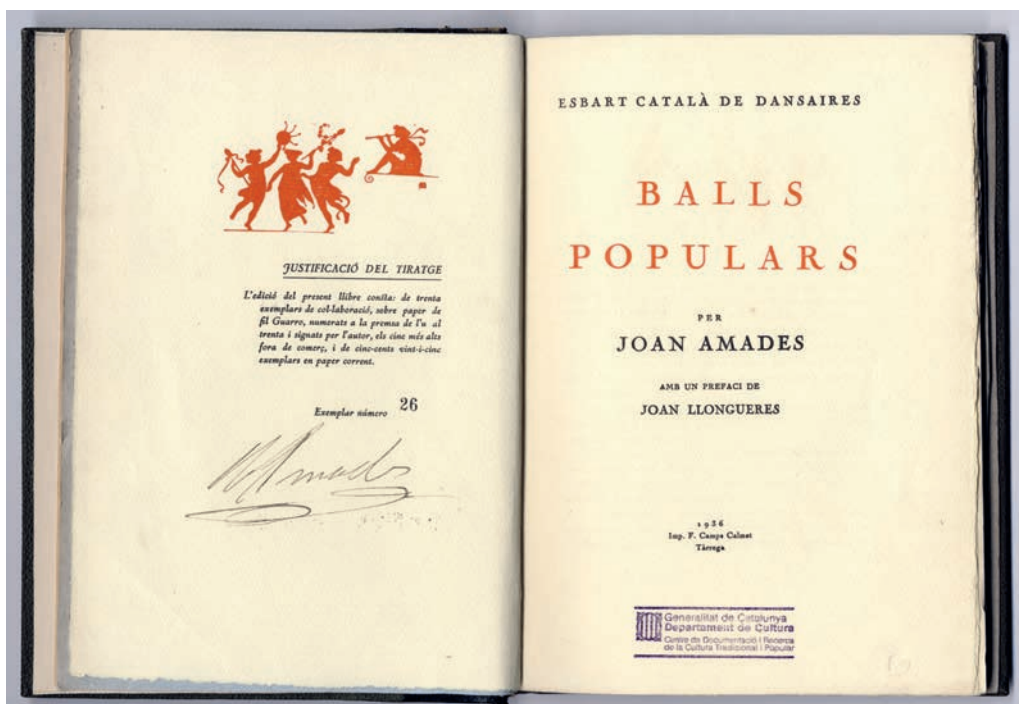 JUSTIFICACIÓ DEL TIRATGE
L'edició del present llibre consta: de trenta
exemplars de col·laboració, sobre paper de
fil Guarro, numerats a la premsa de l'u al
trenta i signats per l'autor, els cinc més alts
fora de comerç, i de cinc-cents vint-i-cinc
exemplars en paper corrent.
Exemplar número 26
Amades
ESBART CATALÀ DE DANSAIRES
BALLS
POPULARS
PER
JOAN AMADES
AMB UN PREFACI DE
JOAN LLONGUERES
1936
Imp. F. Camps Calmet
Tàrrega
Generalitat de Catalunya
Departament de Cultura
Centre de Documentació i Recerca
de la Cultura Tradicional i Popular